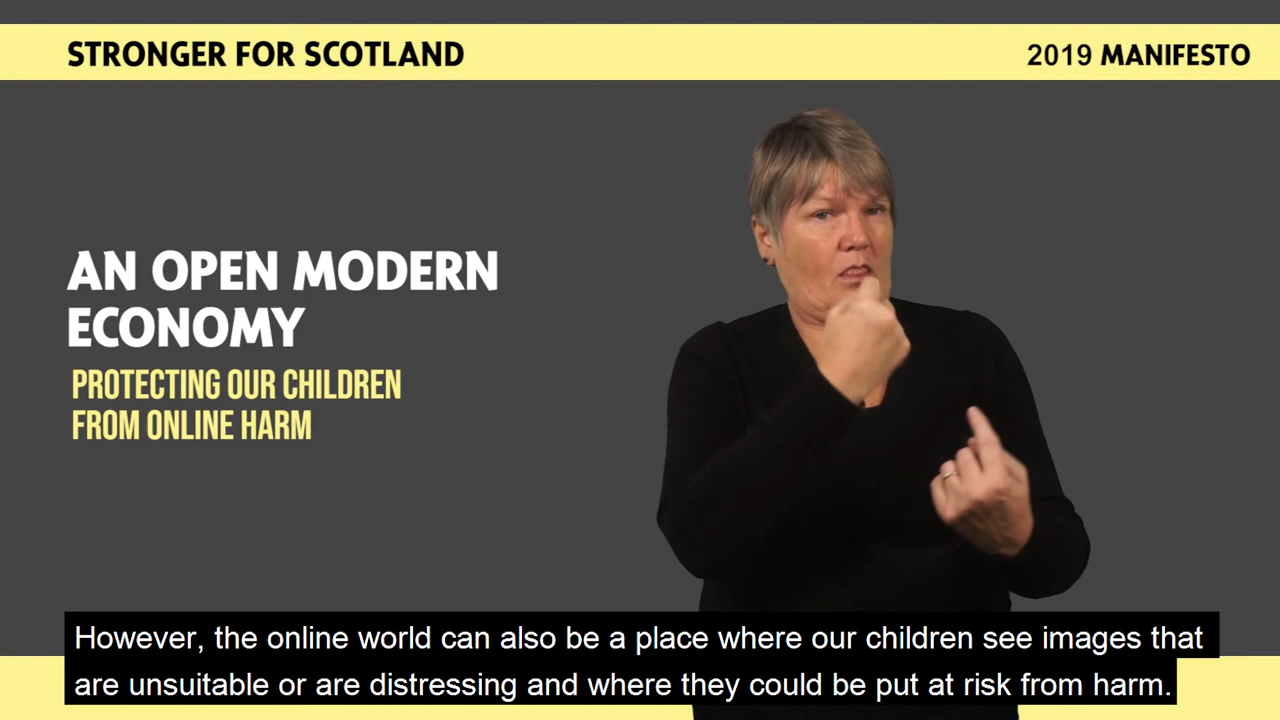 STRONGER FOR SCOTLAND
2019 MANIFESTO
AN OPEN MODERN
ECONOMY
PROTECTING OUR CHILDREN
FROM ONLINE HARM
However, the online world can also be a place where our children see images that
are unsuitable or are distressing and where they could be put at risk from harm.